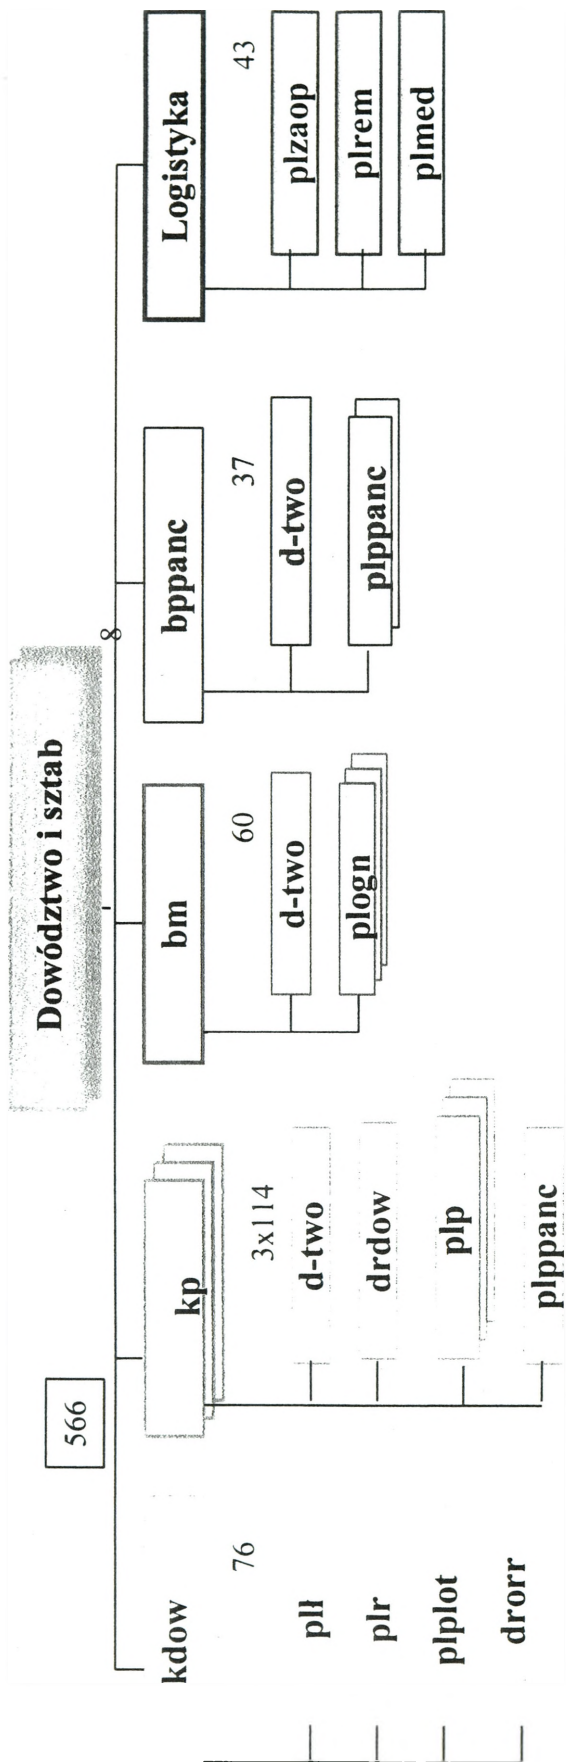 Dowództwo i sztab
566
8
kdow
76
plł
plr
plplot
drorr
kp
3x114
d-two
drdow
plp
plppanc
bm
60
d-two
plogn
bppanc
37
d-two
plppanc
Logistyka
43
plzaop
plrem
plmed